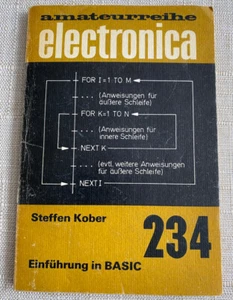 amateurreihe
electronica
FOR I=1 TO M
... (Anweisungen für
äußere Schleife)
FOR K=1 TO N
... (Anweisungen für
innere Schleife)
NEXT K
... (evtl. weitere Anweisungen
für äußere Schleife)
NEXT I
Steffen Kober
234
Einführung in BASIC